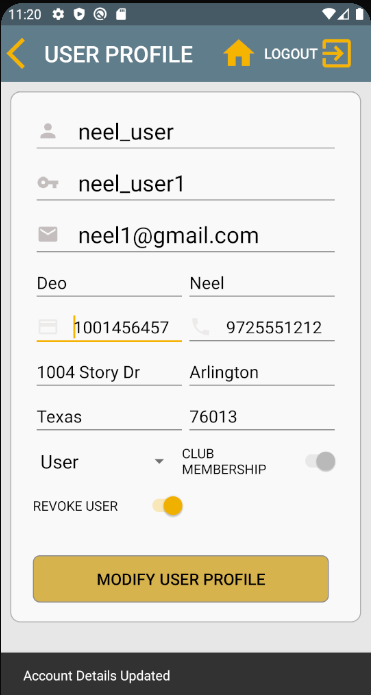 11:20
USER PROFILE
LOGOUT
neel_user
neel_user1
neel1@gmail.com
Deo Neel
1001456457 9725551212
1004 Story Dr Arlington
Texas 76013
User CLUB MEMBERSHIP
REVOKE USER
MODIFY USER PROFILE
Account Details Updated